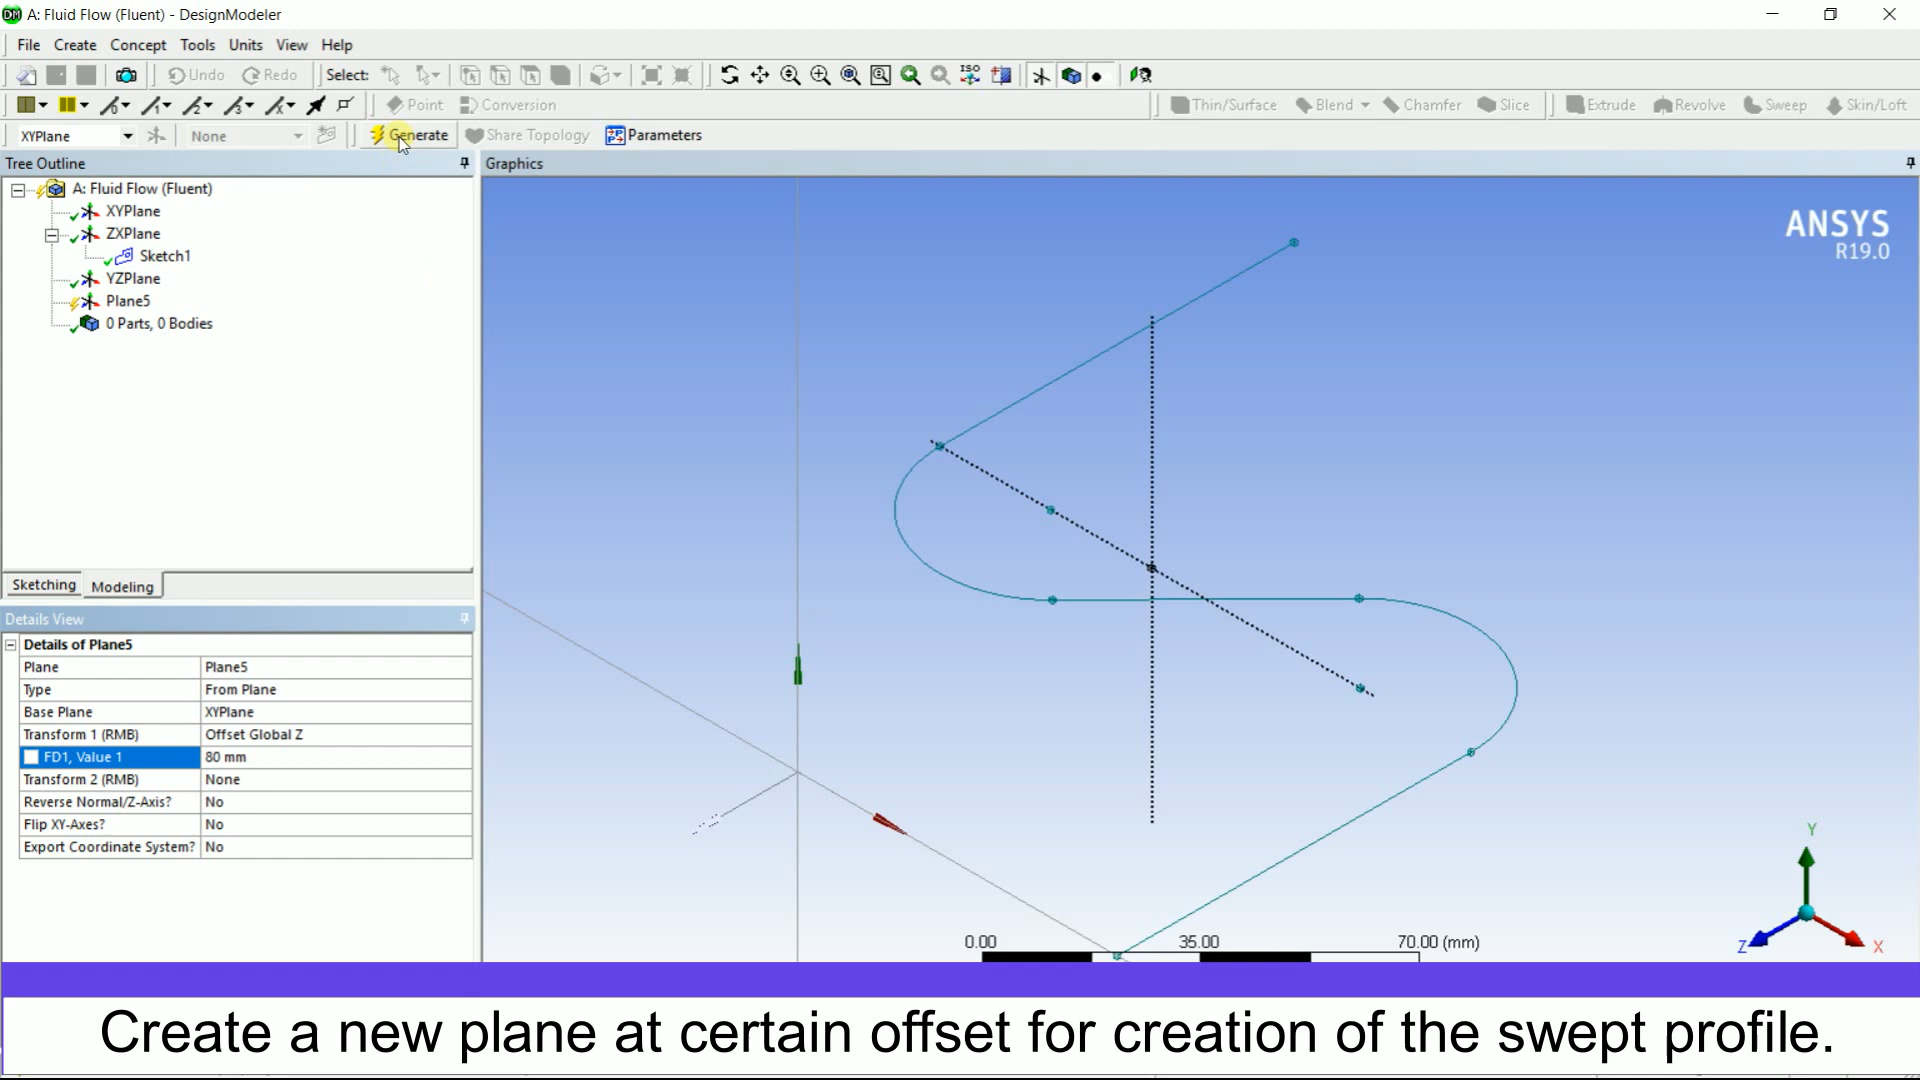 DM A: Fluid Flow (Fluent) - DesignModeler
File Create Concept Tools Units View Help
Undo Redo Select: ISO
Point Conversion Thin/Surface Blend Chamfer Slice Extrude Revolve Sweep Skin/Loft
XYPlane None Generate Share Topology Parameters
Tree Outline
Graphics
A: Fluid Flow (Fluent)
XYPlane
ZXPlane
Sketch1
YZPlane
Plane5
0 Parts, 0 Bodies
ANSYS
R19.0
Sketching Modeling
Details View
Details of Plane5
Plane Plane5
Type From Plane
Base Plane XYPlane
Transform 1 (RMB) Offset Global Z
FD1, Value 1 80 mm
Transform 2 (RMB) None
Reverse Normal/Z-Axis? No
Flip XY-Axes? No
Export Coordinate System? No
0.00 35.00 70.00 (mm)
Y
Z
X
Create a new plane at certain offset for creation of the swept profile.